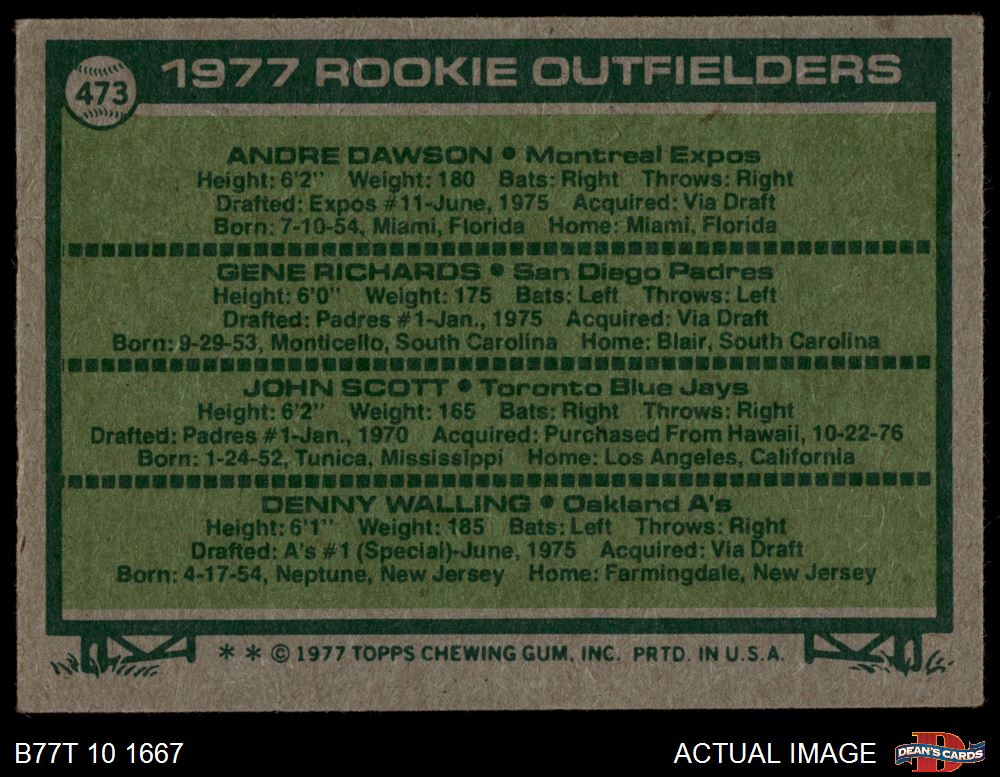 473
1977 ROOKIE OUTFIELDERS
ANDRE DAWSON • Montreal Expos
Height: 6'2" Weight: 180 Bats: Right Throws: Right
Drafted: Expos #11-June, 1975 Acquired: Via Draft
Born: 7-10-54, Miami, Florida Home: Miami, Florida
GENE RICHARDS • San Diego Padres
Height: 6'0" Weight: 175 Bats: Left Throws: Left
Drafted: Padres #1-Jan., 1975 Acquired: Via Draft
Born: 9-29-53, Monticello, South Carolina Home: Blair, South Carolina
JOHN SCOTT • Toronto Blue Jays
Height: 6'2" Weight: 165 Bats: Right Throws: Right
Drafted: Padres #1-Jan., 1970 Acquired: Purchased From Hawaii, 10-22-76
Born: 1-24-52, Tunica, Mississippi Home: Los Angeles, California
DENNY WALLING • Oakland A's
Height: 6'1" Weight: 185 Bats: Left Throws: Right
Drafted: A's #1 (Special)-June, 1975 Acquired: Via Draft
Born: 4-17-54, Neptune, New Jersey Home: Farmingdale, New Jersey
* * © 1977 TOPPS CHEWING GUM, INC. PRTD. IN U.S.A.
B77T 10 1667
ACTUAL IMAGE
D
DEAN'S CARDS